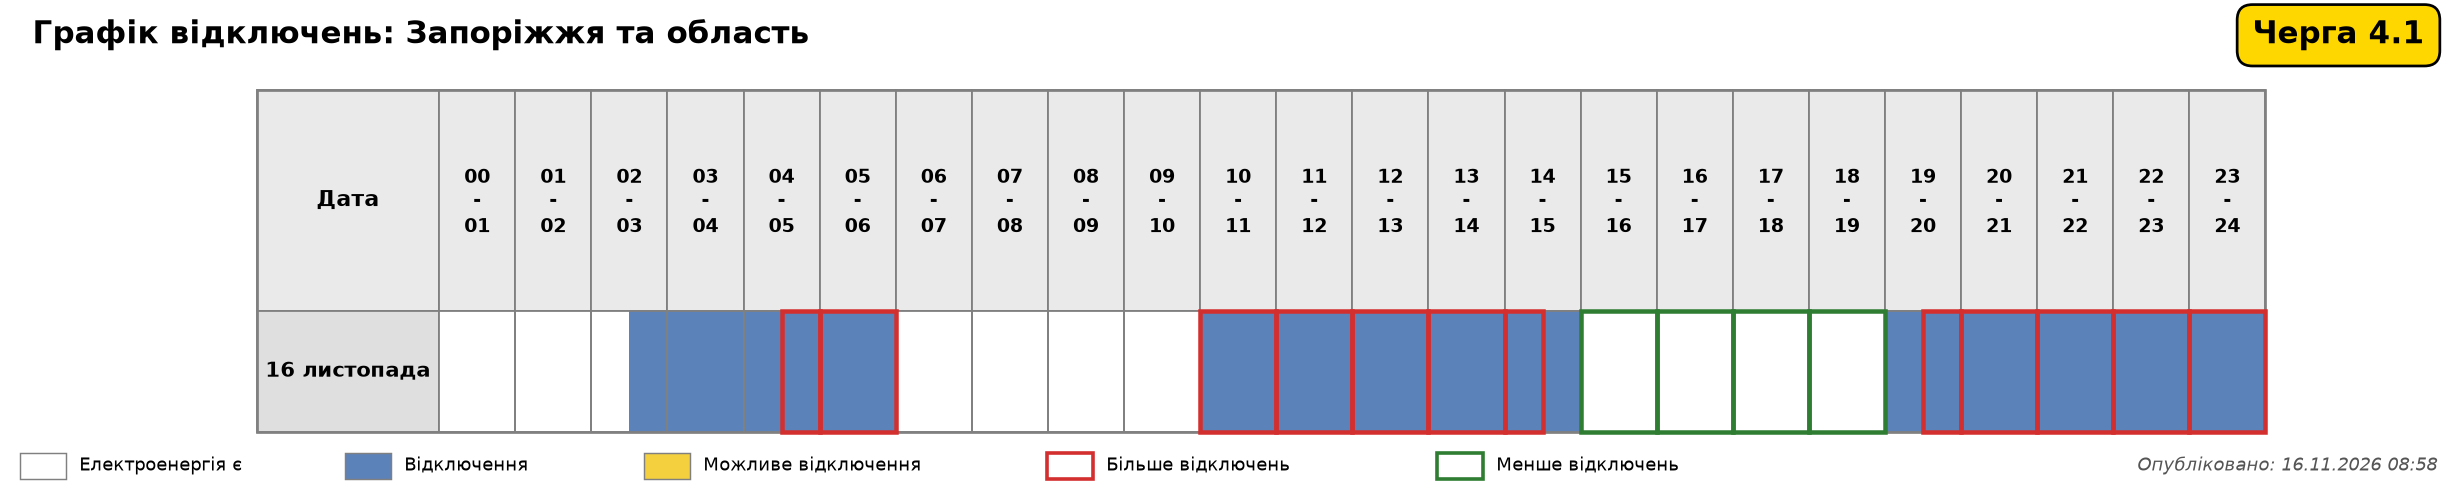 Графік відключень: Запоріжжя та область
Черга 4.1
Дата
00 - 01
01 - 02
02 - 03
03 - 04
04 - 05
05 - 06
06 - 07
07 - 08
08 - 09
09 - 10
10 - 11
11 - 12
12 - 13
13 - 14
14 - 15
15 - 16
16 - 17
17 - 18
18 - 19
19 - 20
20 - 21
21 - 22
22 - 23
23 - 24
16 листопада
Електроенергія є
Відключення
Можливе відключення
Більше відключень
Менше відключень
Опубліковано: 16.11.2026 08:58